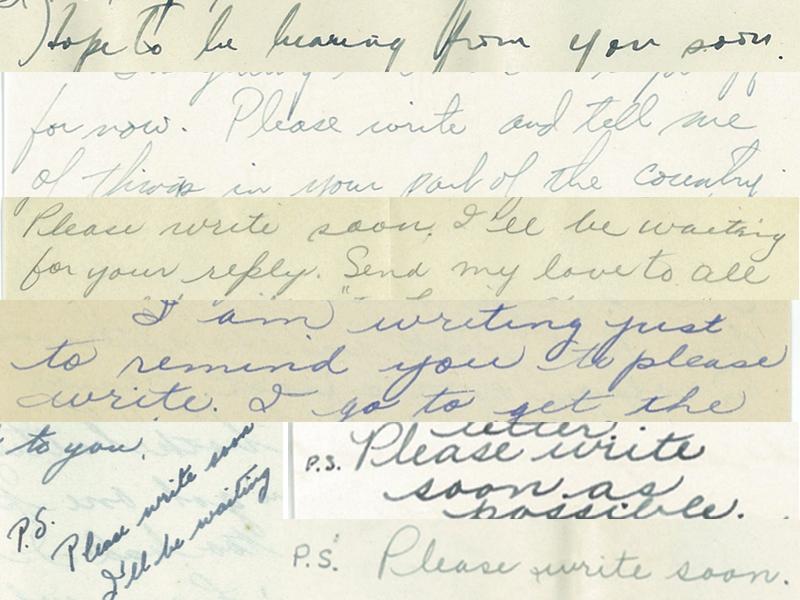 Hope to be hearing from you soon.
for now. Please write and tell me
of things in your part of the country.
Please write soon. I'll be waiting
for your reply. Send my love to all
I am writing just
to remind you to please
write. I go to get the
to you.
P.S.
Please write soon
I'll be waiting
letter.
P.S. Please write
soon as
possible.
P.S. Please write soon.